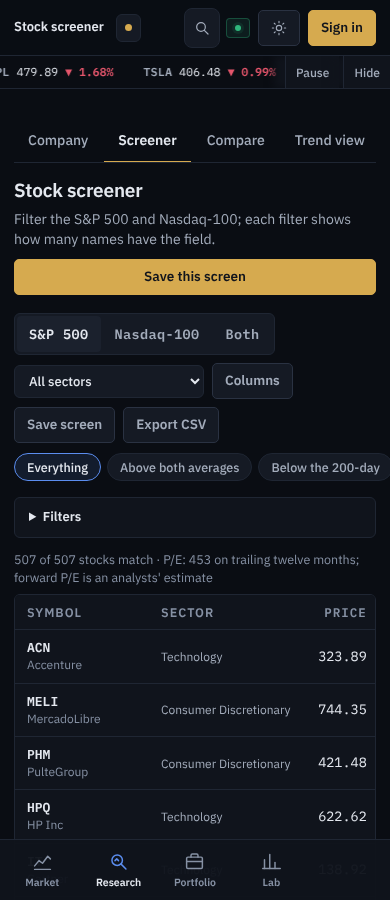 Stock screener
Sign in
PL 479.89 ▼ 1.68% TSLA 406.48 ▼ 0.99%
Pause
Hide
Company
Screener
Compare
Trend view
Stock screener
Filter the S&P 500 and Nasdaq-100; each filter shows
how many names have the field.
Save this screen
S&P 500
Nasdaq-100
Both
All sectors
Columns
Save screen
Export CSV
Everything
Above both averages
Below the 200-day
▶ Filters
507 of 507 stocks match · P/E: 453 on trailing twelve months;
forward P/E is an analysts' estimate
SYMBOL SECTOR PRICE
ACN
Accenture
Technology
323.89
MELI
MercadoLibre
Consumer Discretionary
744.35
PHM
PulteGroup
Consumer Discretionary
421.48
HPQ
HP Inc
Technology
622.62
138.92
Market
Research
Portfolio
Lab